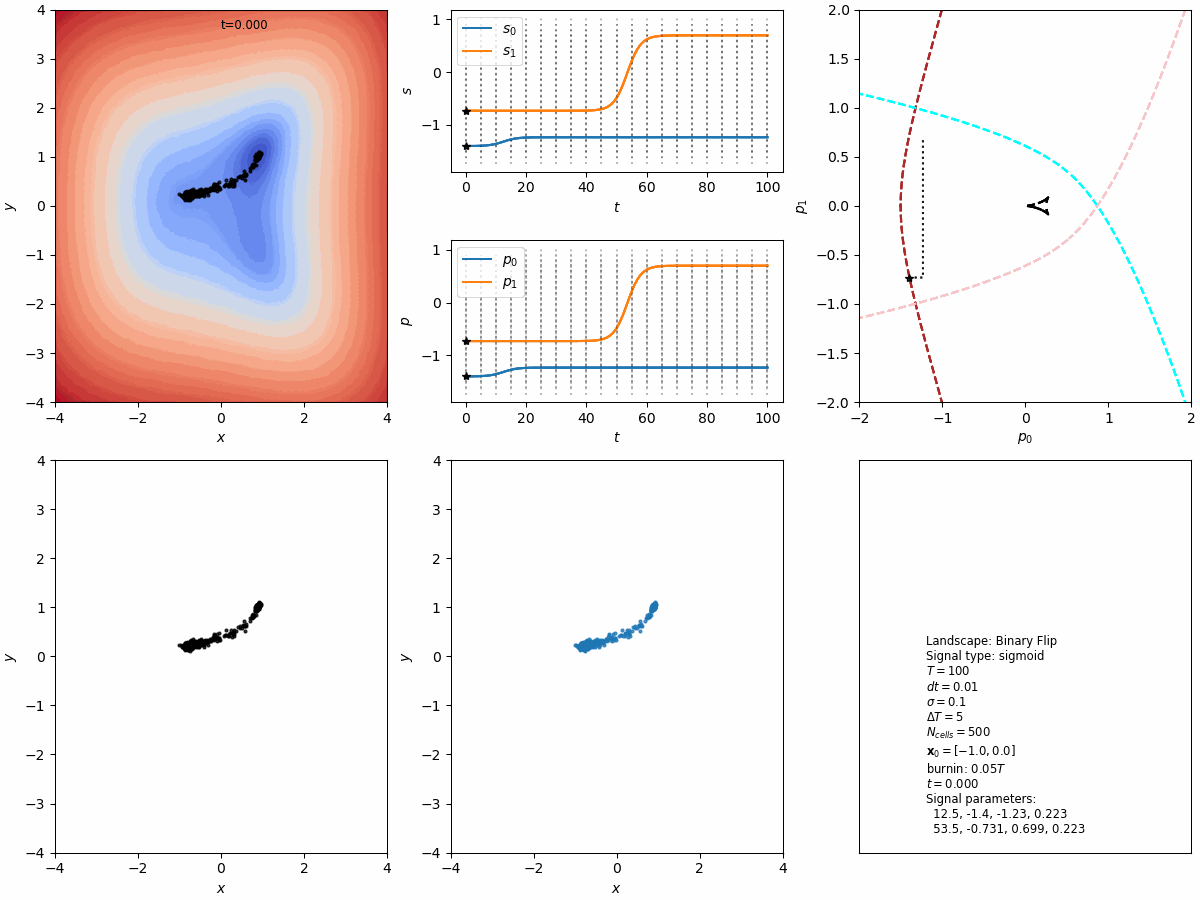 t=0.000
4
3
2
1
0
−1
−2
−3
−4
y
−4
−2
0
2
4
x
1
0
−1
s
s₀
s₁
0
20
40
60
80
100
t
1
0
−1
p
p₀
p₁
0
20
40
60
80
100
t
2.0
1.5
1.0
0.5
0.0
−0.5
−1.0
−1.5
−2.0
p₁
−2
−1
0
1
2
p₀
4
3
2
1
0
−1
−2
−3
−4
y
−4
−2
0
2
4
x
4
3
2
1
0
−1
−2
−3
−4
y
−4
−2
0
2
4
x
Landscape: Binary Flip
Signal type: sigmoid
T = 100
dt = 0.01
σ = 0.1
ΔT = 5
N_cells = 500
x₀ = [−1.0, 0.0]
burnin: 0.05T
t = 0.000
Signal parameters:
12.5, -1.4, -1.23, 0.223
53.5, -0.731, 0.699, 0.223